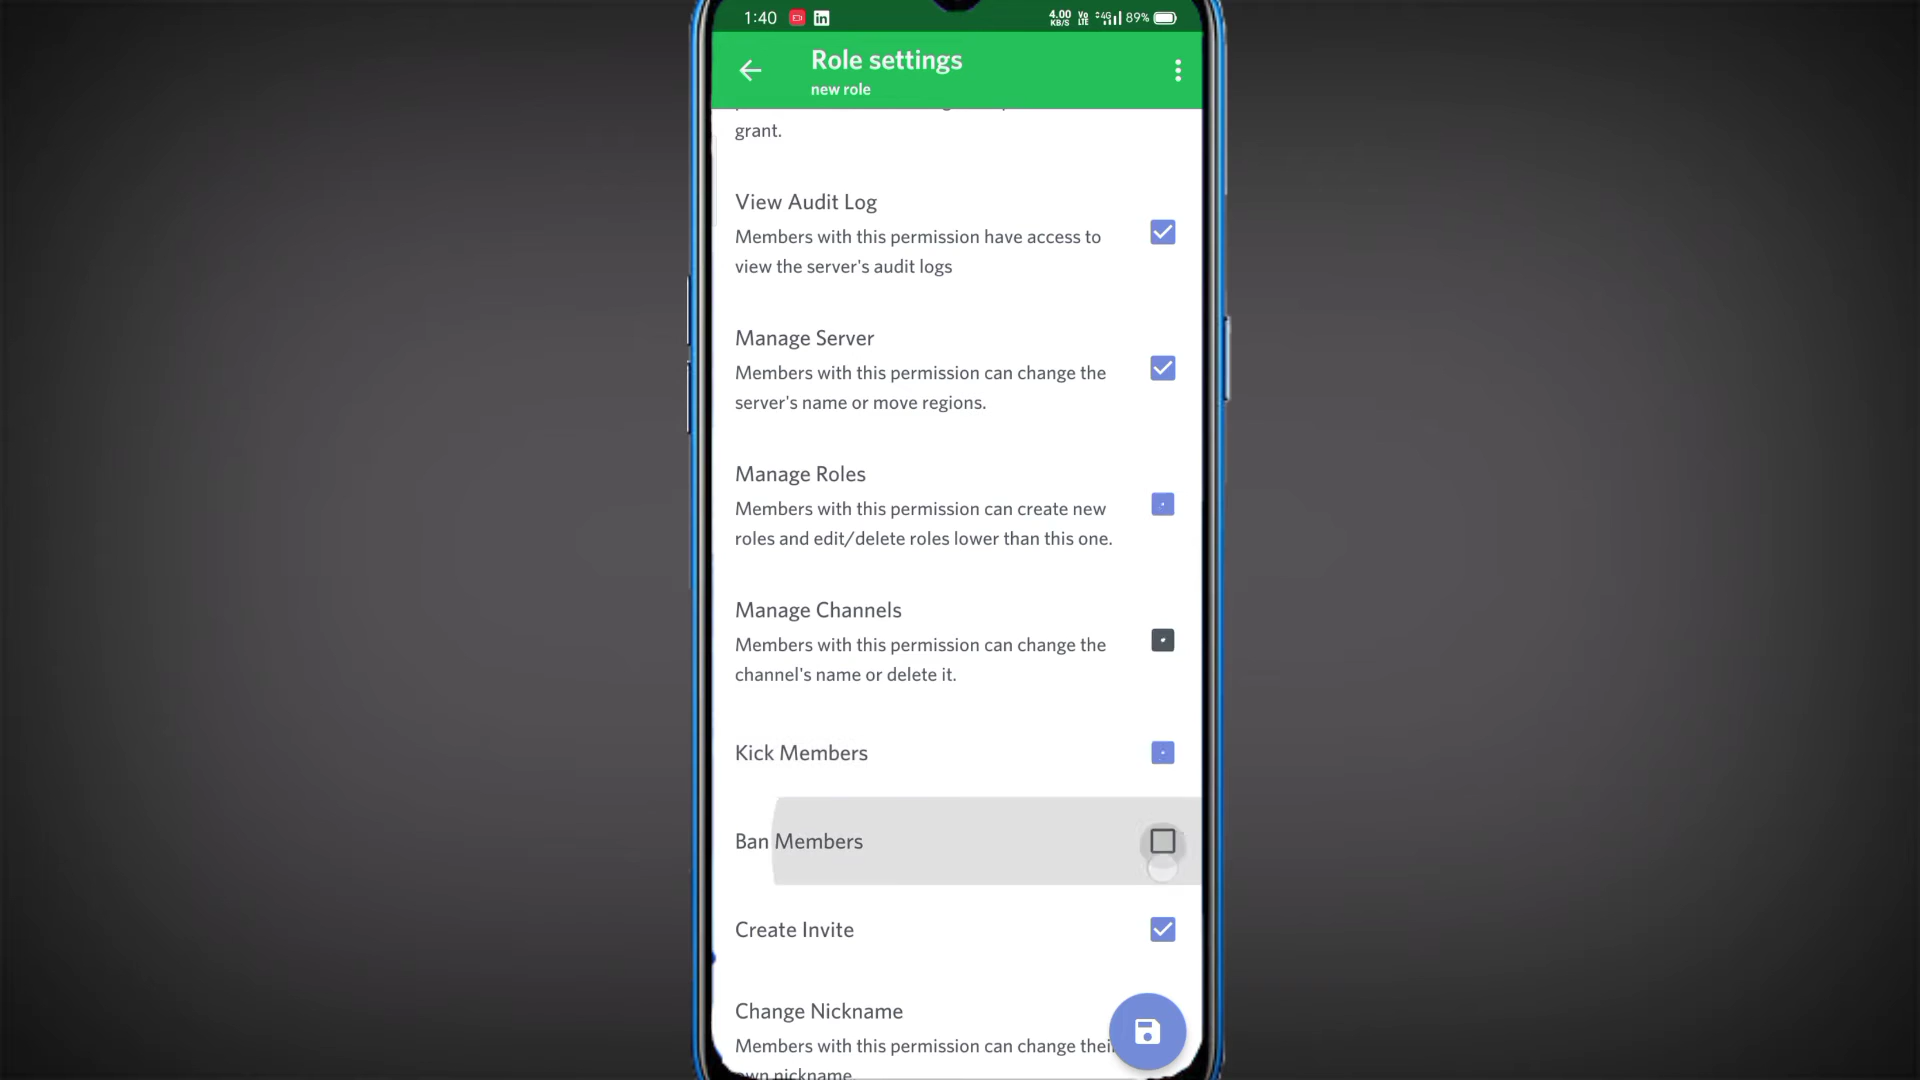 1:40 in 4.00 KB/S Vo LTE 4G 89%
Role settings
new role
grant.
View Audit Log
Members with this permission have access to
view the server's audit logs
Manage Server
Members with this permission can change the
server's name or move regions.
Manage Roles
Members with this permission can create new
roles and edit/delete roles lower than this one.
Manage Channels
Members with this permission can change the
channel's name or delete it.
Kick Members
Ban Members
Create Invite
Change Nickname
Members with this permission can change their
own nickname.